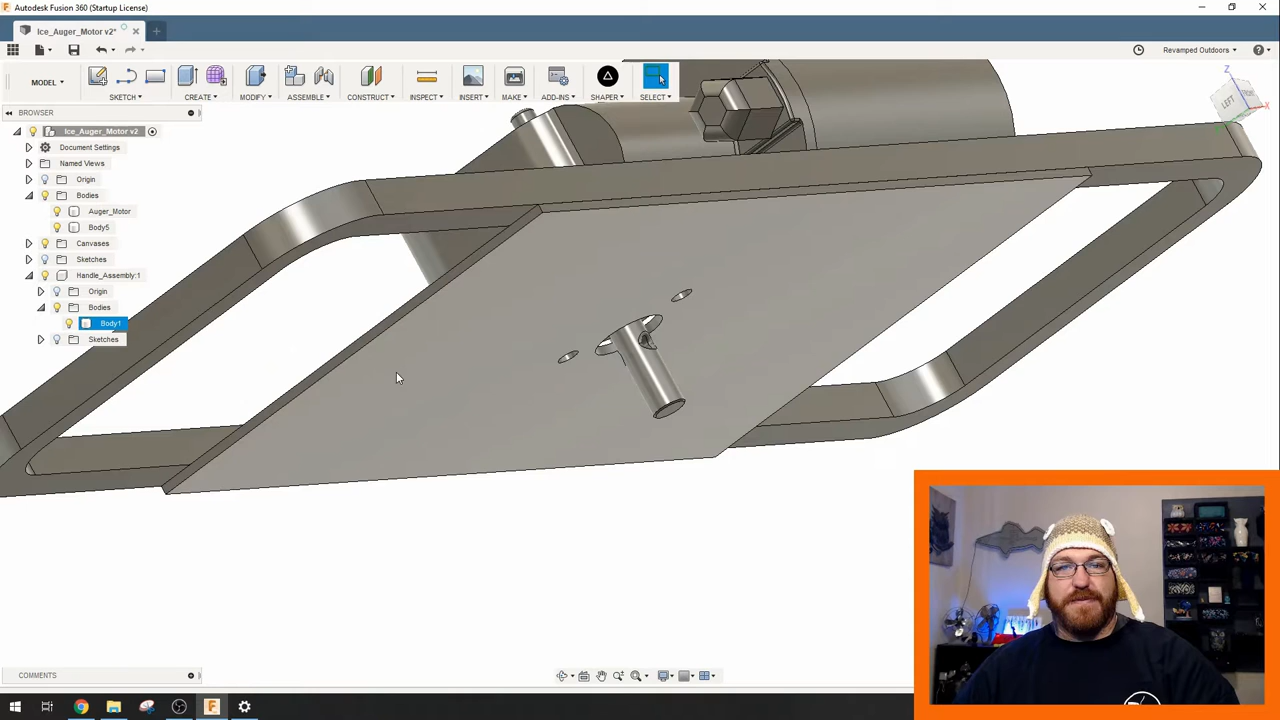 Autodesk Fusion 360 (Startup License)
Ice_Auger_Motor v2*
Revamped Outdoors
MODEL
SKETCH
CREATE
MODIFY
ASSEMBLE
CONSTRUCT
INSPECT
INSERT
MAKE
ADD-INS
SHAPER
SELECT
BROWSER
Ice_Auger_Motor v2
Document Settings
Named Views
Origin
Bodies
Auger_Motor
Body5
Canvases
Sketches
Handle_Assembly:1
Origin
Bodies
Body1
Sketches
Z
LEFT
FRONT
X
COMMENTS